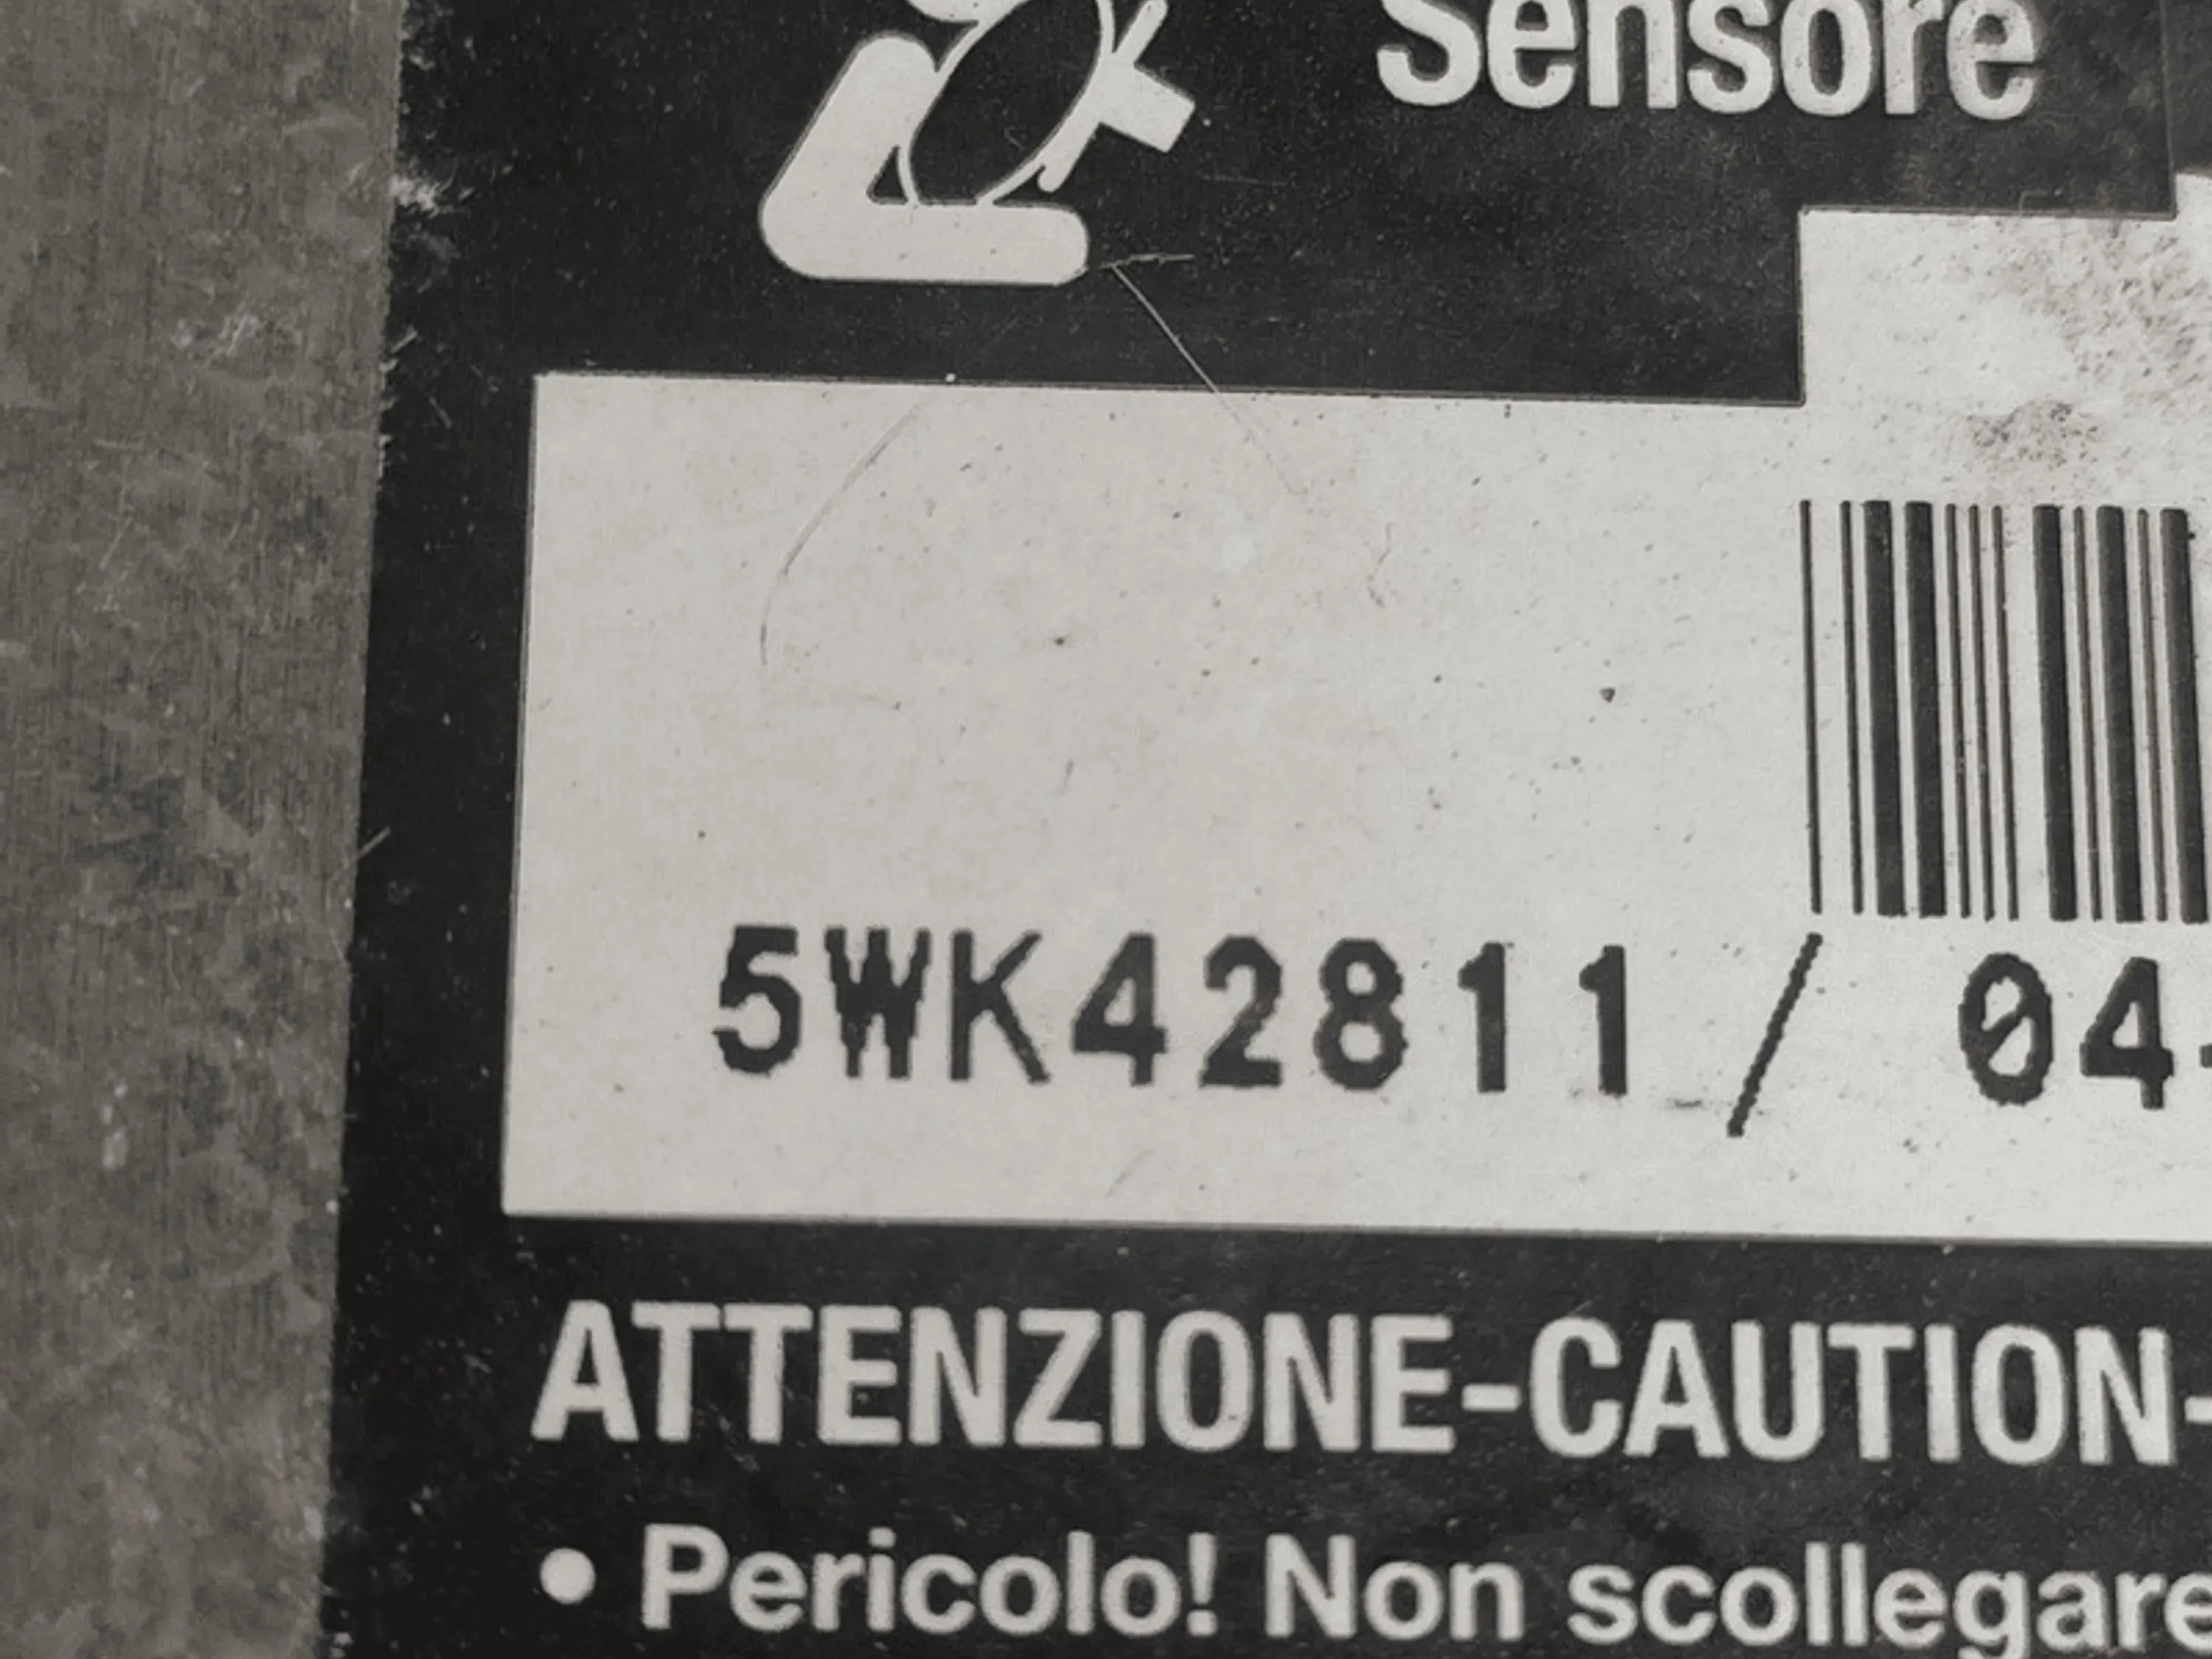 Sensore
5WK42811/ 04-
ATTENZIONE-CAUTION-
• Pericolo! Non scollegare